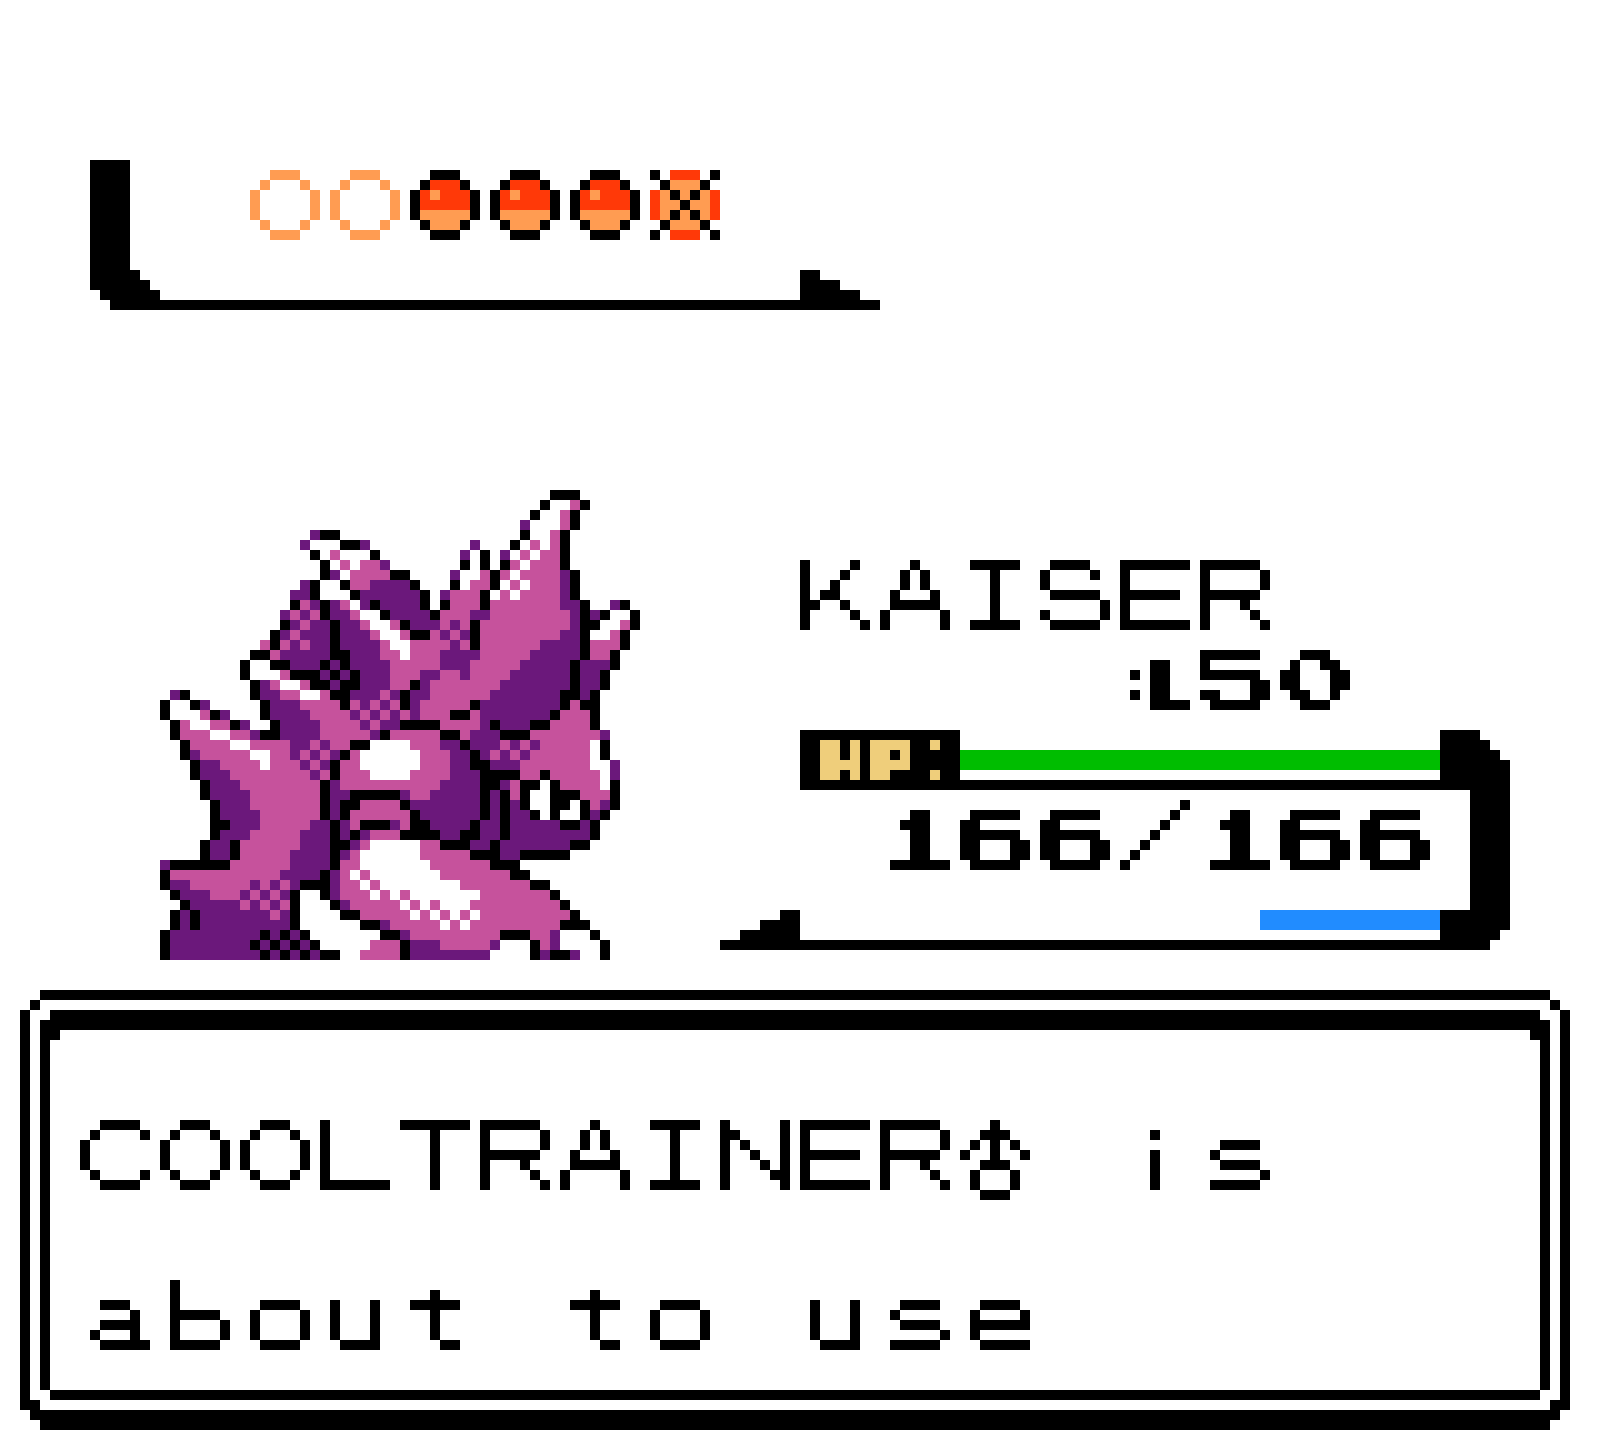 KAISER
:L50
HP:
166/166
COOLTRAINER♂ is
about to use